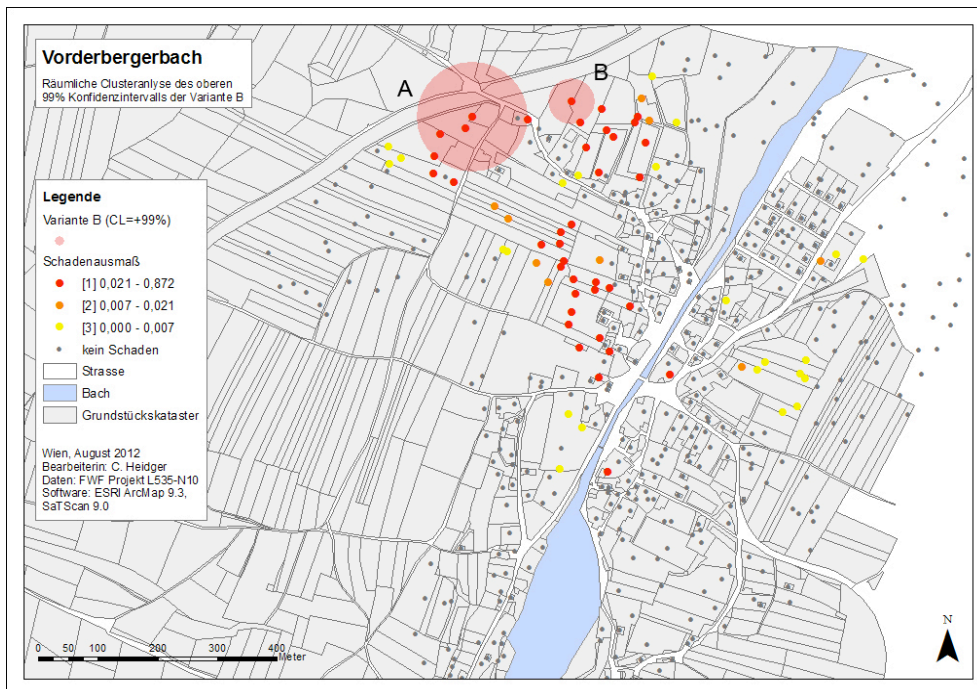 Vorderbergerbach
Räumliche Clusteranalyse des oberen
99% Konfidenzintervalls der Variante B
A
B
Legende
Variante B (CL=+99%)
Schadenausmaß
[1] 0,021 - 0,872
[2] 0,007 - 0,021
[3] 0,000 - 0,007
kein Schaden
Strasse
Bach
Grundstückskataster
Wien, August 2012
Bearbeiterin: C. Heidger
Daten: FWF Projekt L535-N10
Software: ESRI ArcMap 9.3,
SaTScan 9.0
0 50 100 200 300 400
Meter
N